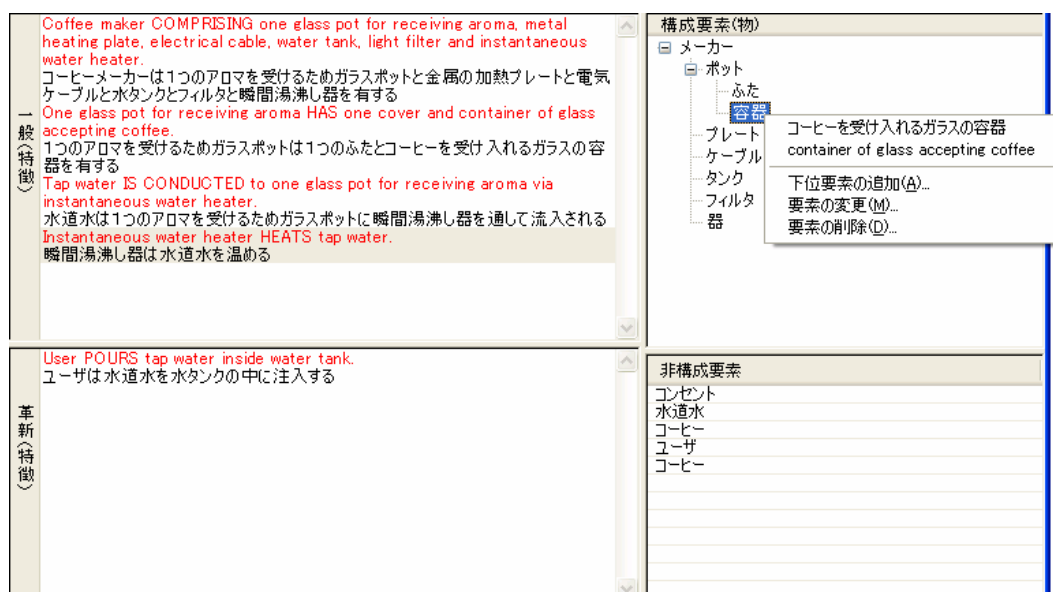 一般(特徴)
Coffee maker COMPRISING one glass pot for receiving aroma, metal
heating plate, electrical cable, water tank, light filter and instantaneous
water heater.
コーヒーメーカーは1つのアロマを受けるためガラスポットと金属の加熱プレートと電気
ケーブルと水タンクとフィルタと瞬間湯沸し器を有する
One glass pot for receiving aroma HAS one cover and container of glass
accepting coffee.
1つのアロマを受けるためガラスポットは1つのふたとコーヒーを受け入れるガラスの容
器を有する
Tap water IS CONDUCTED to one glass pot for receiving aroma via
instantaneous water heater.
水道水は1つのアロマを受けるためガラスポットに瞬間湯沸し器を通して流入される
Instantaneous water heater HEATS tap water.
瞬間湯沸し器は水道水を温める
構成要素(物)
メーカー
ポット
ふた
容器
プレート
ケーブル
タンク
フィルタ
器
コーヒーを受け入れるガラスの容器
container of glass accepting coffee
下位要素の追加(A)...
要素の変更(M)...
要素の削除(D)...
革新(特徴)
User POURS tap water inside water tank.
ユーザは水道水を水タンクの中に注入する
非構成要素
コンセント
水道水
コーヒー
ユーザ
コーヒー